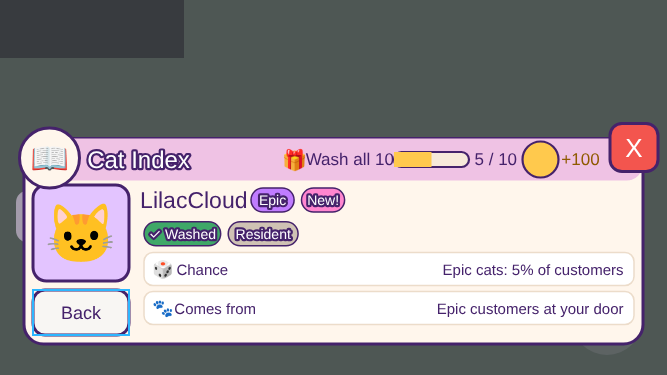 Cat Index
Wash all 10
5 / 10
+100
X
LilacCloud
Epic
New!
Washed
Resident
Chance
Epic cats: 5% of customers
Comes from
Epic customers at your door
Back